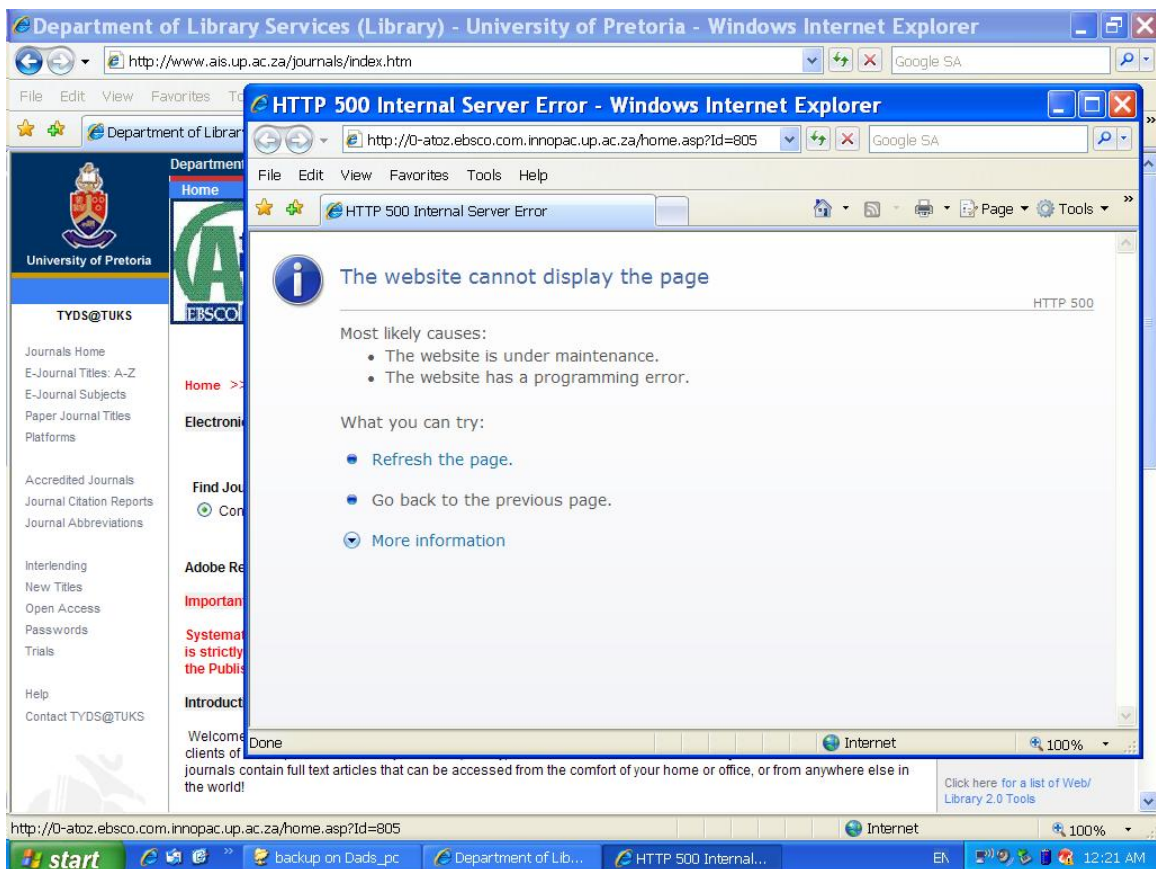 Department of Library Services (Library) - University of Pretoria - Windows Internet Explorer
http://www.ais.up.ac.za/journals/index.htm
Google SA
File Edit View Favorites
Department of Librar
HTTP 500 Internal Server Error - Windows Internet Explorer
http://0-atoz.ebsco.com.innopac.up.ac.za/home.asp?Id=805
Google SA
File Edit View Favorites Tools Help
HTTP 500 Internal Server Error
Page Tools
The website cannot display the page
HTTP 500
Most likely causes:
The website is under maintenance.
The website has a programming error.
What you can try:
Refresh the page.
Go back to the previous page.
More information
Done
Internet
100%
University of Pretoria
TYDS@TUKS
Journals Home
E-Journal Titles: A-Z
E-Journal Subjects
Paper Journal Titles
Platforms
Accredited Journals
Journal Citation Reports
Journal Abbreviations
Interlending
New Titles
Open Access
Passwords
Trials
Help
Contact TYDS@TUKS
Department
Home
A
EBSCO
Home >>
Electroni
Find Jou
Con
Adobe Re
Importan
Systemat
is strictly
the Publis
Introduct
Welcome
clients of
journals contain full text articles that can be accessed from the comfort of your home or office, or from anywhere else in
the world!
Click here for a list of Web/
Library 2.0 Tools
http://0-atoz.ebsco.com.innopac.up.ac.za/home.asp?Id=805
Internet
100%
start
backup on Dads_pc
Department of Lib...
HTTP 500 Internal...
EN
12:21 AM